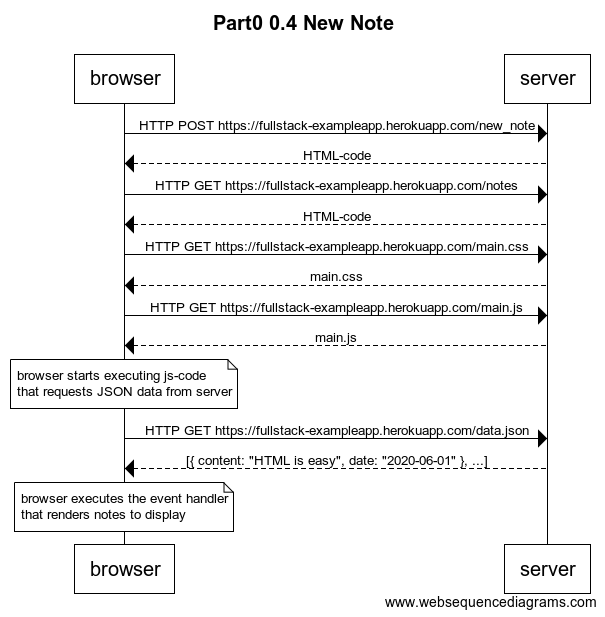 Part0 0.4 New Note
browser
server
HTTP POST https://fullstack-exampleapp.herokuapp.com/new_note
HTML-code
HTTP GET https://fullstack-exampleapp.herokuapp.com/notes
HTML-code
HTTP GET https://fullstack-exampleapp.herokuapp.com/main.css
main.css
HTTP GET https://fullstack-exampleapp.herokuapp.com/main.js
main.js
browser starts executing js-code
that requests JSON data from server
HTTP GET https://fullstack-exampleapp.herokuapp.com/data.json
[{ content: "HTML is easy", date: "2020-06-01" }, ...]
browser executes the event handler
that renders notes to display
browser
server
www.websequencediagrams.com